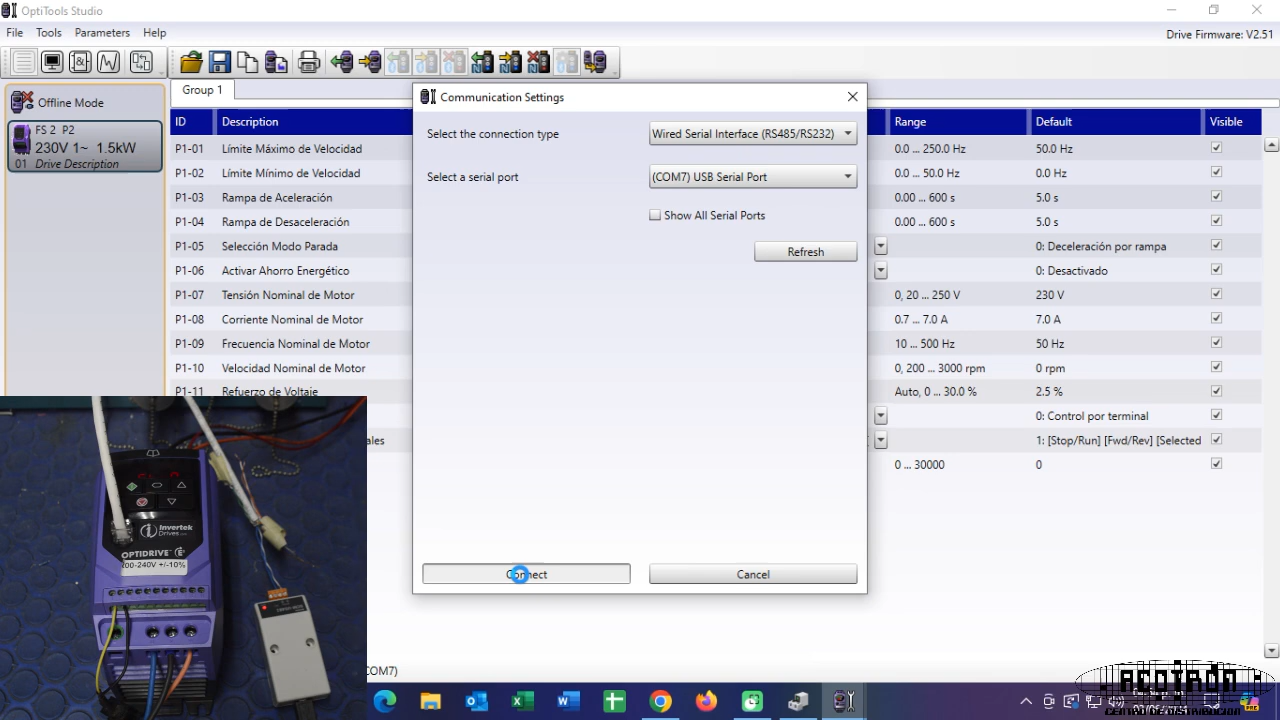 OptiTools Studio
File Tools Parameters Help
Drive Firmware: V2.51
Offline Mode
FS 2 P2
230V 1~ 1.5kW
01 Drive Description
Group 1
ID Description Range Default Visible
P1-01 Límite Máximo de Velocidad 0.0 ... 250.0 Hz 50.0 Hz
P1-02 Límite Mínimo de Velocidad 0.0 ... 50.0 Hz 0.0 Hz
P1-03 Rampa de Aceleración 0.00 ... 600 s 5.0 s
P1-04 Rampa de Desaceleración 0.00 ... 600 s 5.0 s
P1-05 Selección Modo Parada 0: Deceleración por rampa
P1-06 Activar Ahorro Energético 0: Desactivado
P1-07 Tensión Nominal de Motor 0, 20 ... 250 V 230 V
P1-08 Corriente Nominal de Motor 0.7 ... 7.0 A 7.0 A
P1-09 Frecuencia Nominal de Motor 10 ... 500 Hz 50 Hz
P1-10 Velocidad Nominal de Motor 0, 200 ... 3000 rpm 0 rpm
P1-11 Refuerzo de Voltaje Auto, 0 ... 30.0 % 2.5 %
0: Control por terminal
ales 1: [Stop/Run] [Fwd/Rev] [Selected
0 ... 30000 0
Communication Settings
Select the connection type Wired Serial Interface (RS485/RS232)
Select a serial port (COM7) USB Serial Port
Show All Serial Ports
Refresh
Connect Cancel
Invertek
Drives.com
OPTIDRIVE E³
200-240V +/-10%
COM7)
REDTRON
CENTRO DE DISTRIBUCION